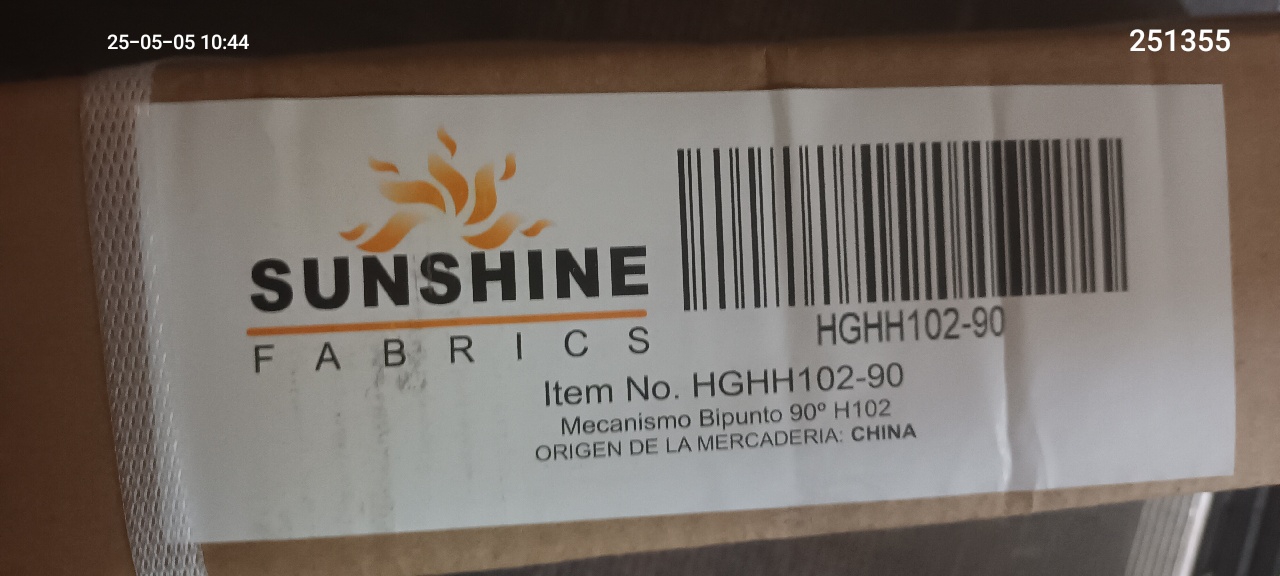 25-05-05 10:44
251355
SUNSHINE
FABRICS
HGHH102-90
Item No. HGHH102-90
Mecanismo Bipunto 90º H102
ORIGEN DE LA MERCADERIA: CHINA